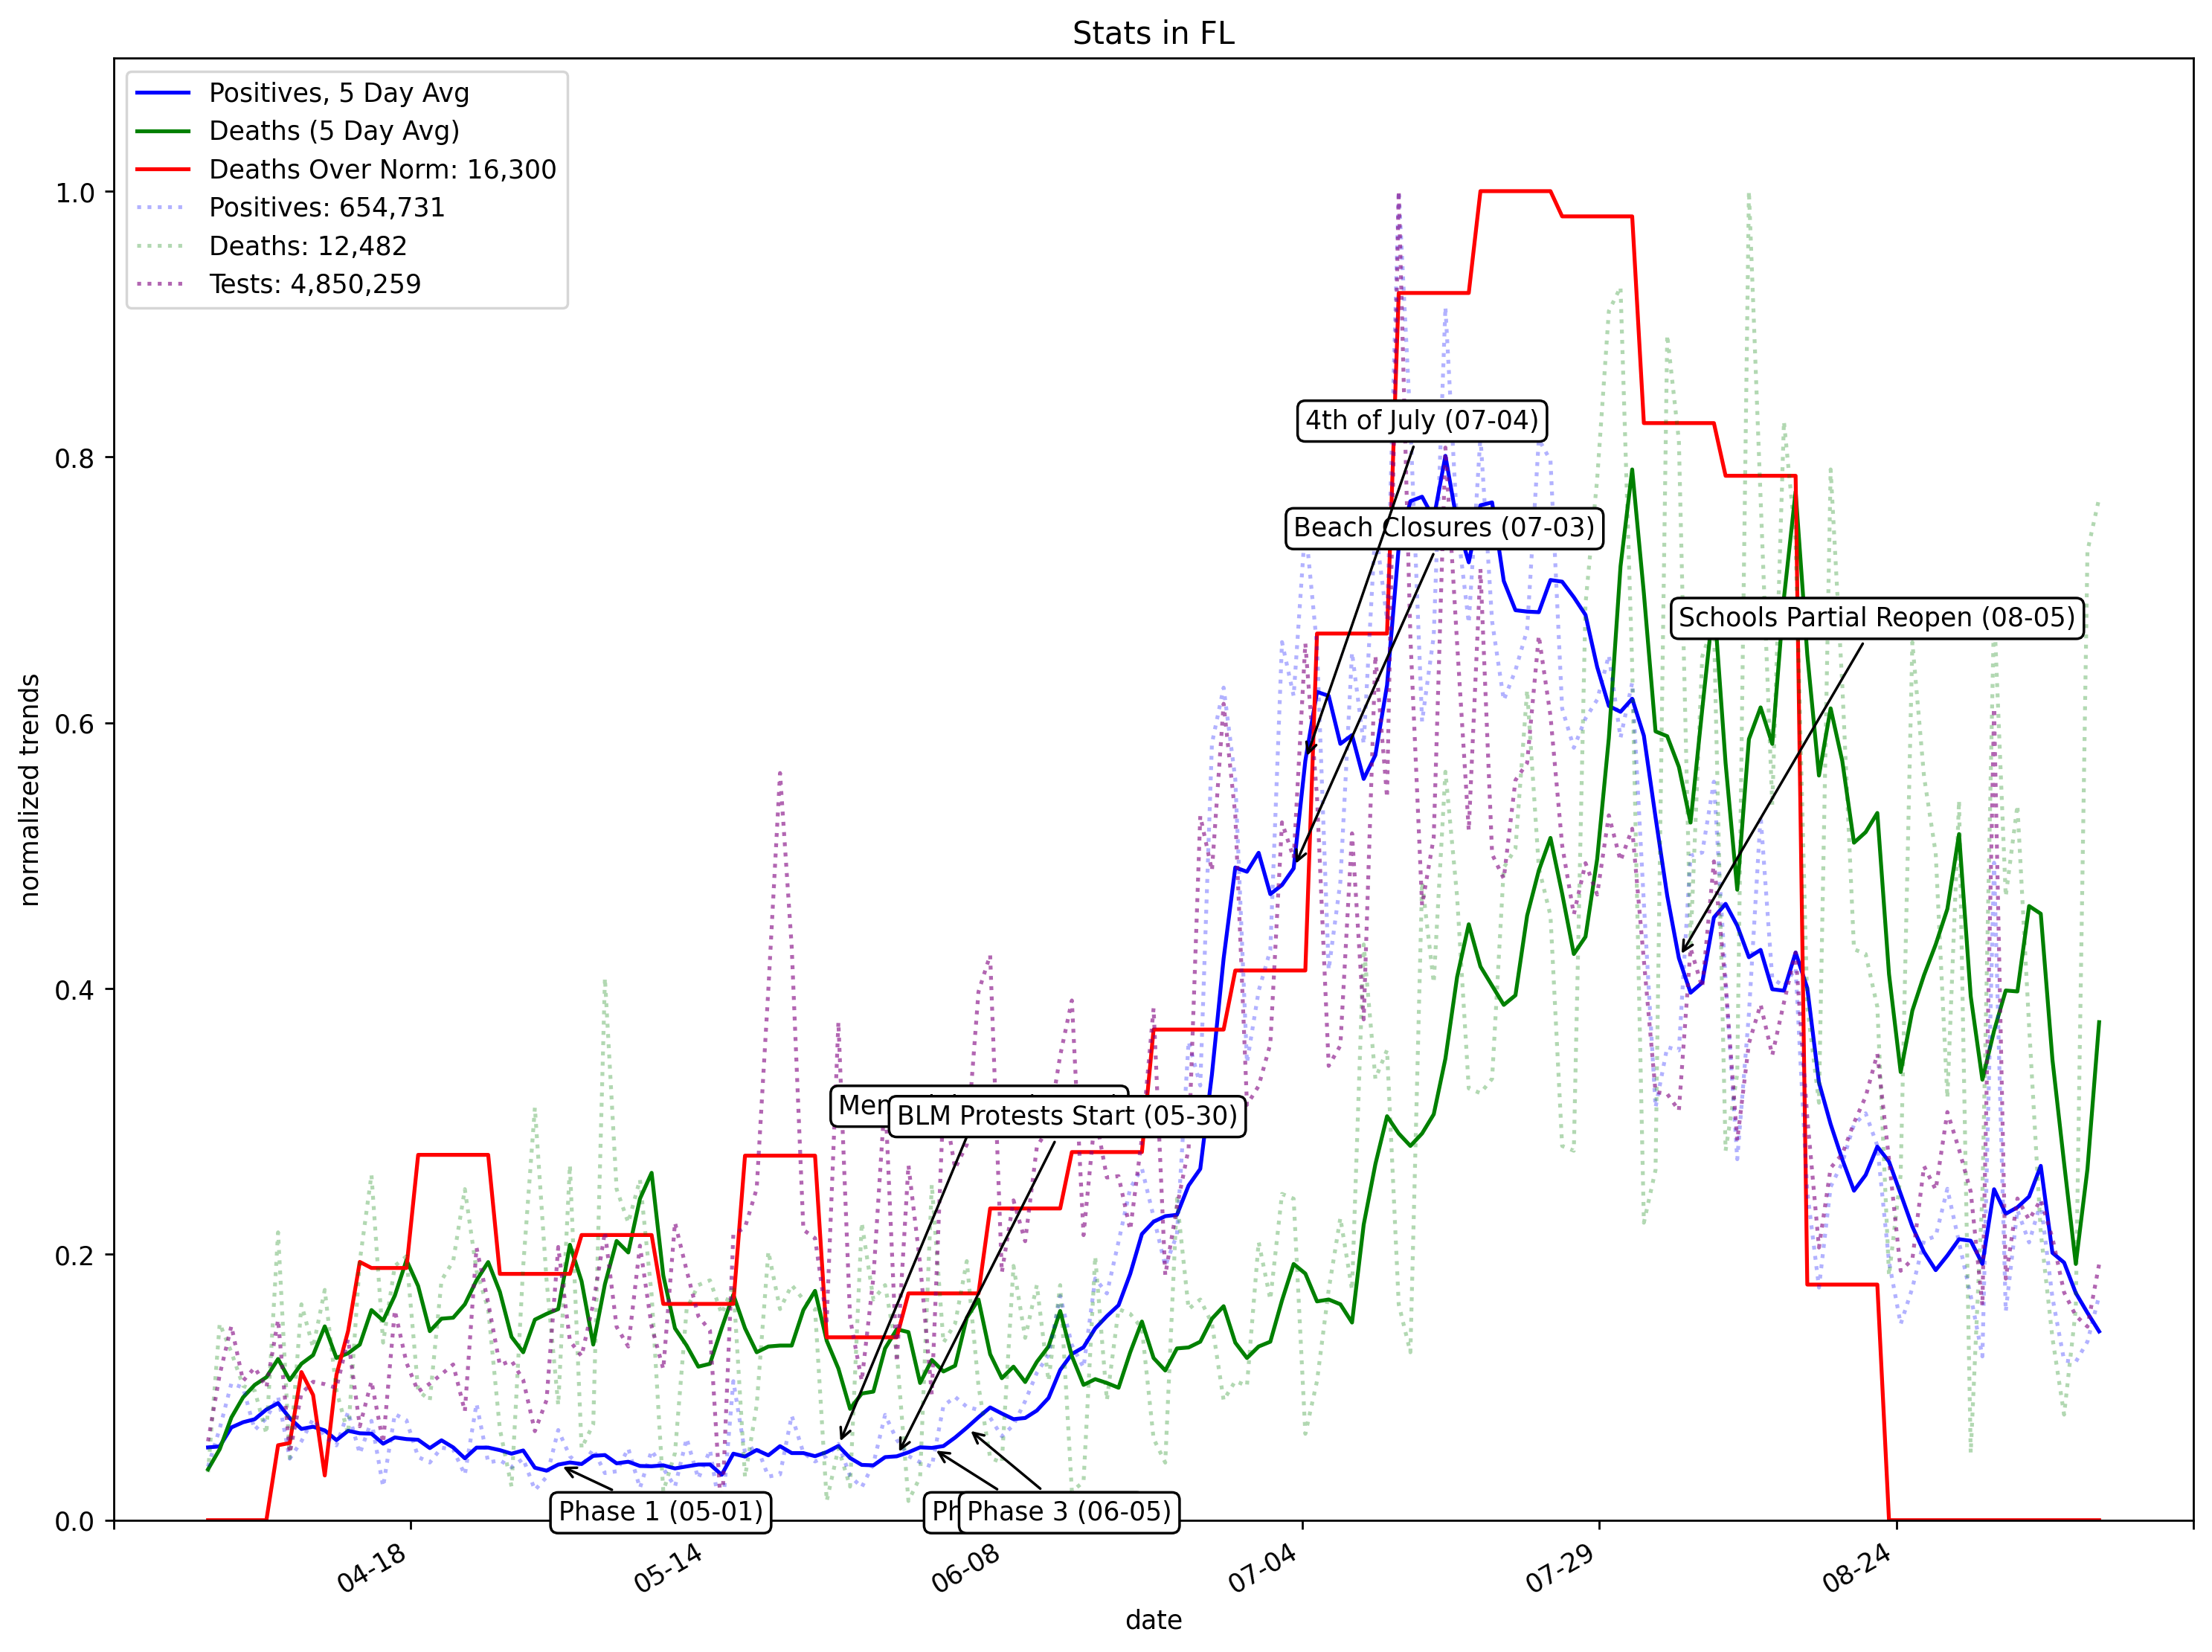 Stats in FL
Positives, 5 Day Avg
Deaths (5 Day Avg)
Deaths Over Norm: 16,300
Positives: 654,731
Deaths: 12,482
Tests: 4,850,259
normalized trends
1.0
0.8
0.6
0.4
0.2
0.0
4th of July (07-04)
Beach Closures (07-03)
Schools Partial Reopen (08-05)
BLM Protests Start (05-30)
Phase 1 (05-01)
Phase 3 (06-05)
04-18
05-14
06-08
07-04
07-29
08-24
date